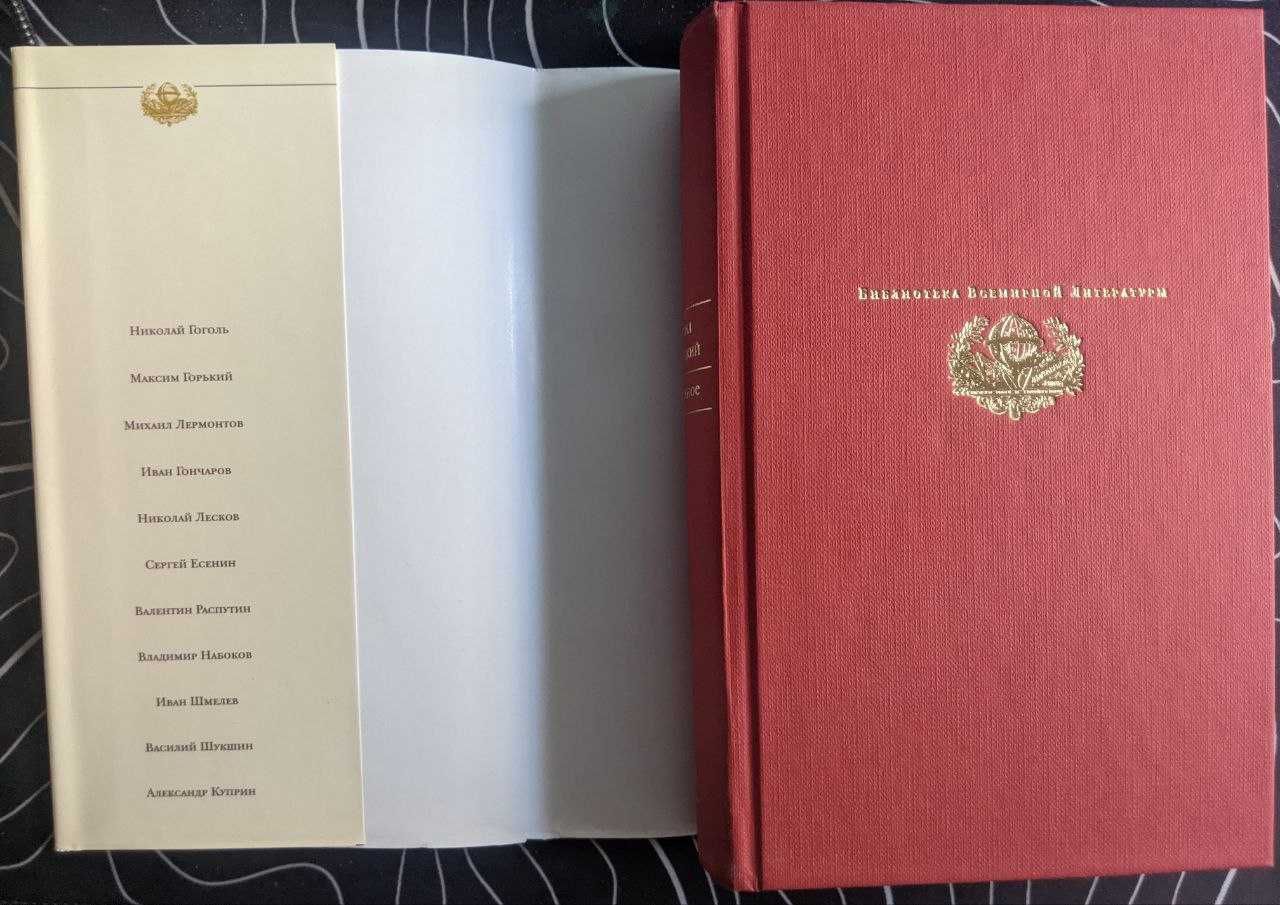 Николай Гоголь
Максим Горький
Михаил Лермонтов
Иван Гончаров
Николай Лесков
Сергей Есенин
Валентин Распутин
Владимир Набоков
Иван Шмелев
Василий Шукшин
Александр Куприн
Библиотека Всемирной Литературы